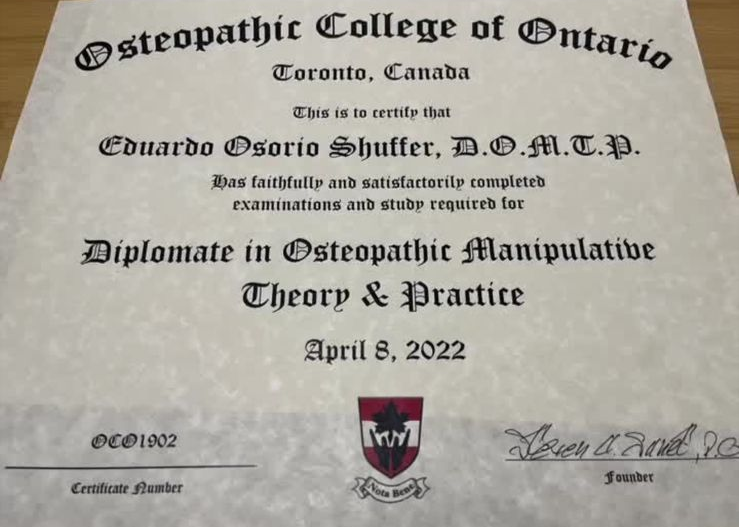 Osteopathic College of Ontario
Toronto, Canada
This is to certify that
Eduardo Osorio Shuffer, D.O.M.T.P.
Has faithfully and satisfactorily completed
examinations and study required for
Diplomate in Osteopathic Manipulative
Theory & Practice
April 8, 2022
OCO1902
Certificate Number
Nota Bene
Founder